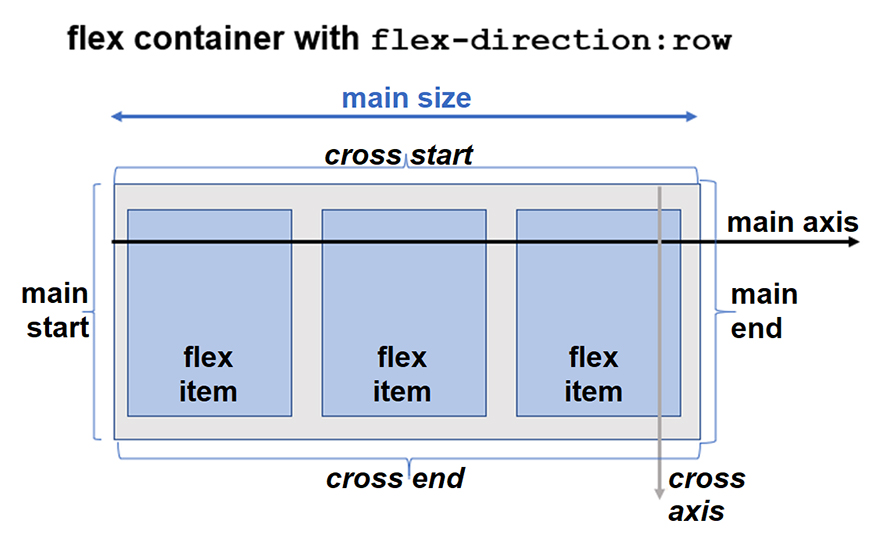 flex container with flex-direction:row
main size
cross start
main axis
main
start
main
end
flex
item
flex
item
flex
item
cross end
cross
axis